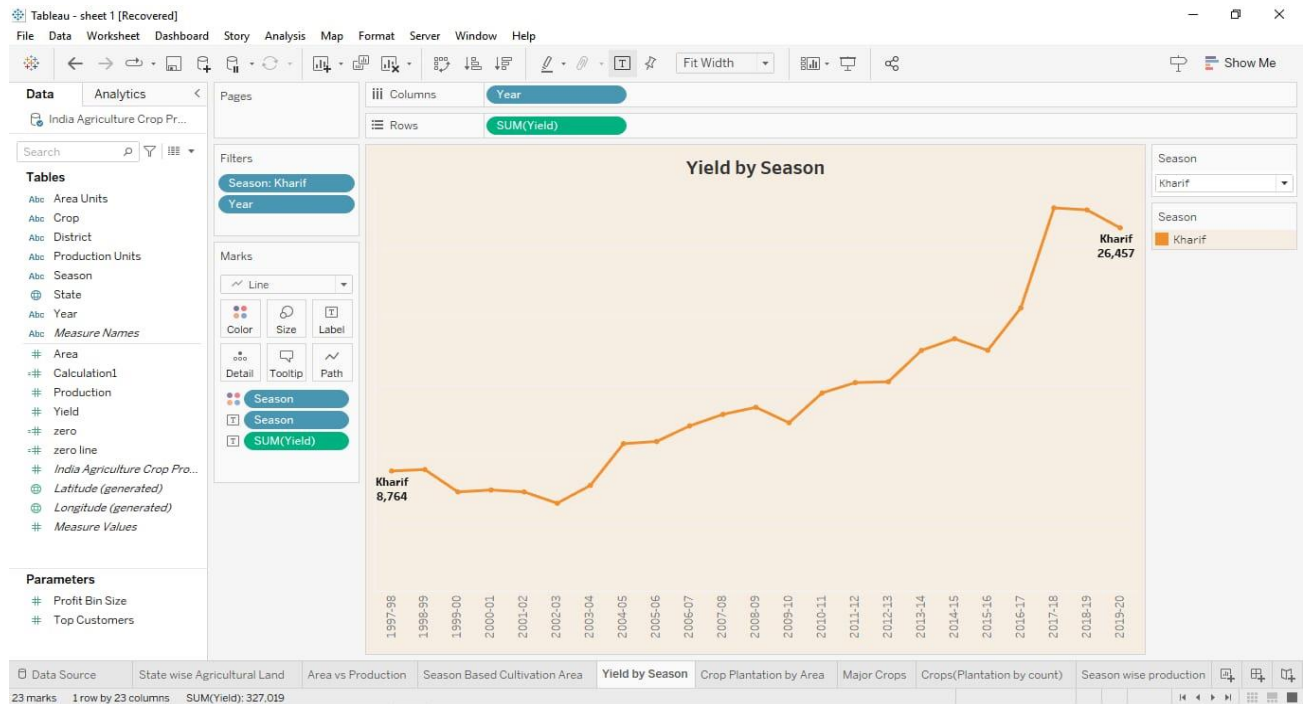 Tableau - sheet 1 [Recovered]
File Data Worksheet Dashboard Story Analysis Map Format Server Window Help
Fit Width
Show Me
Data Analytics
India Agriculture Crop Pr...
Search
Tables
Abc Area Units
Abc Crop
Abc District
Abc Production Units
Abc Season
State
Abc Year
Abc Measure Names
# Area
=# Calculation1
# Production
# Yield
=# zero
=# zero line
# India Agriculture Crop Pro...
Latitude (generated)
Longitude (generated)
# Measure Values
Parameters
# Profit Bin Size
# Top Customers
Pages
Filters
Season: Kharif
Year
Marks
Line
Color Size Label
Detail Tooltip Path
Season
Season
SUM(Yield)
Columns Year
Rows SUM(Yield)
Yield by Season
Kharif
8,764
Kharif
26,457
1997-98
1998-99
1999-00
2000-01
2001-02
2002-03
2003-04
2004-05
2005-06
2006-07
2007-08
2008-09
2009-10
2010-11
2011-12
2012-13
2013-14
2014-15
2015-16
2016-17
2017-18
2018-19
2019-20
Season
Kharif
Season
Kharif
Data Source State wise Agricultural Land Area vs Production Season Based Cultivation Area Yield by Season Crop Plantation by Area Major Crops Crops(Plantation by count) Season wise production
23 marks 1 row by 23 columns SUM(Yield): 327,019